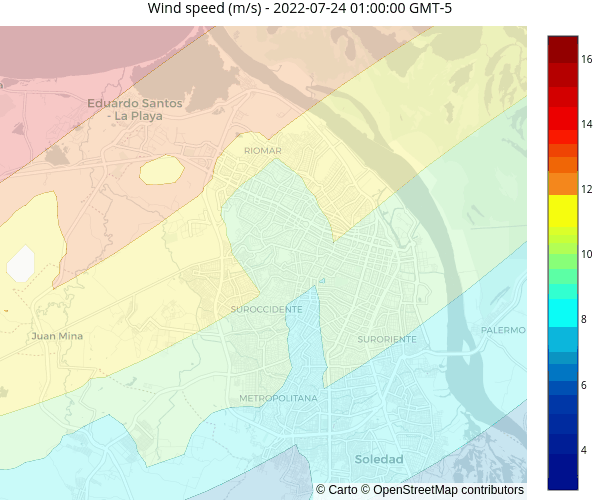 Wind speed (m/s) - 2022-07-24 01:00:00 GMT-5
Eduardo Santos
- La Playa
RIOMAR
SUROCCIDENTE
Juan Mina
SURORIENTE
PALERMO
METROPOLITANA
Soledad
© Carto © OpenStreetMap contributors
16
14
12
10
8
6
4